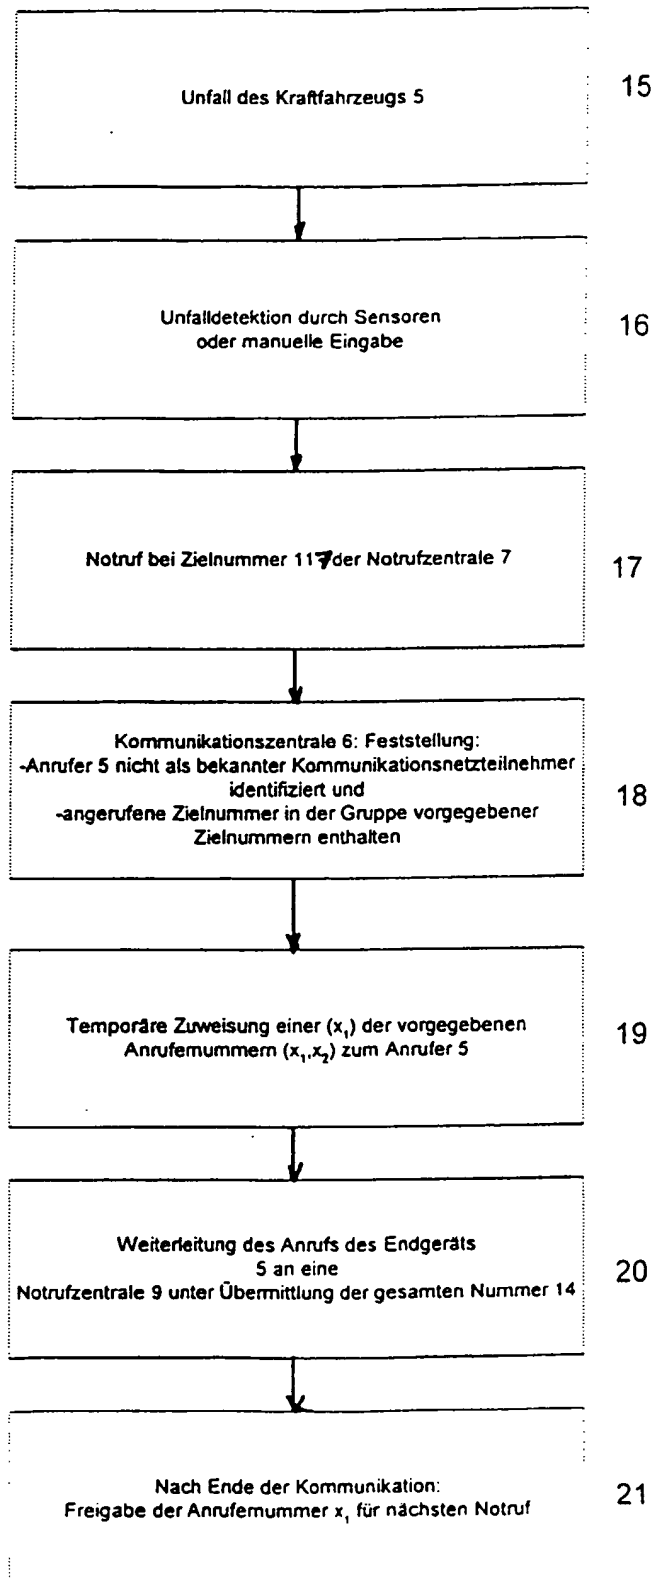 Unfall des Kraftfahrzeugs 5
15
Unfalldetektion durch Sensoren
oder manuelle Eingabe
16
Notruf bei Zielnummer 117 der Notrufzentrale 7
17
Kommunikationszentrale 6: Feststellung:
-Anrufer 5 nicht als bekannter Kommunikationsnetzteilnehmer
identifiziert und
-angerufene Zielnummer in der Gruppe vorgegebener
Zielnummern enthalten
18
Temporäre Zuweisung einer (x₁) der vorgegebenen
Anrufernummern (x₁,x₂) zum Anrufer 5
19
Weiterleitung des Anrufs des Endgeräts
5 an eine
Notrufzentrale 9 unter Übermittlung der gesamten Nummer 14
20
Nach Ende der Kommunikation:
Freigabe der Anrufernummer x₁ für nächsten Notruf
21